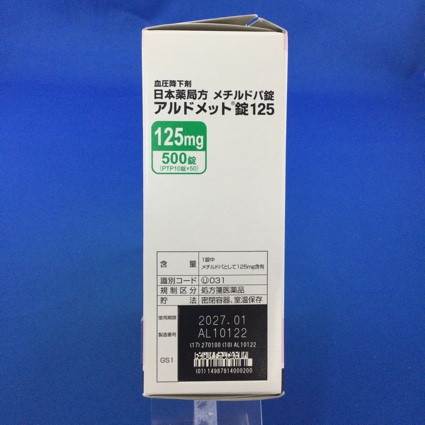 血圧降下剤
日本薬局方 メチルドパ錠
アルドメット®錠125
125mg
500錠
(PTP10錠×50)
含量 1錠中
メチルドパとして125mg含有
識別コード Ⓤ031
規制区分 処方箋医薬品
貯法 密閉容器、室温保存
使用期限 2027.01
製造番号 AL10122
(17) 270100 (10) AL10122
GS1
(01) 14987814000200